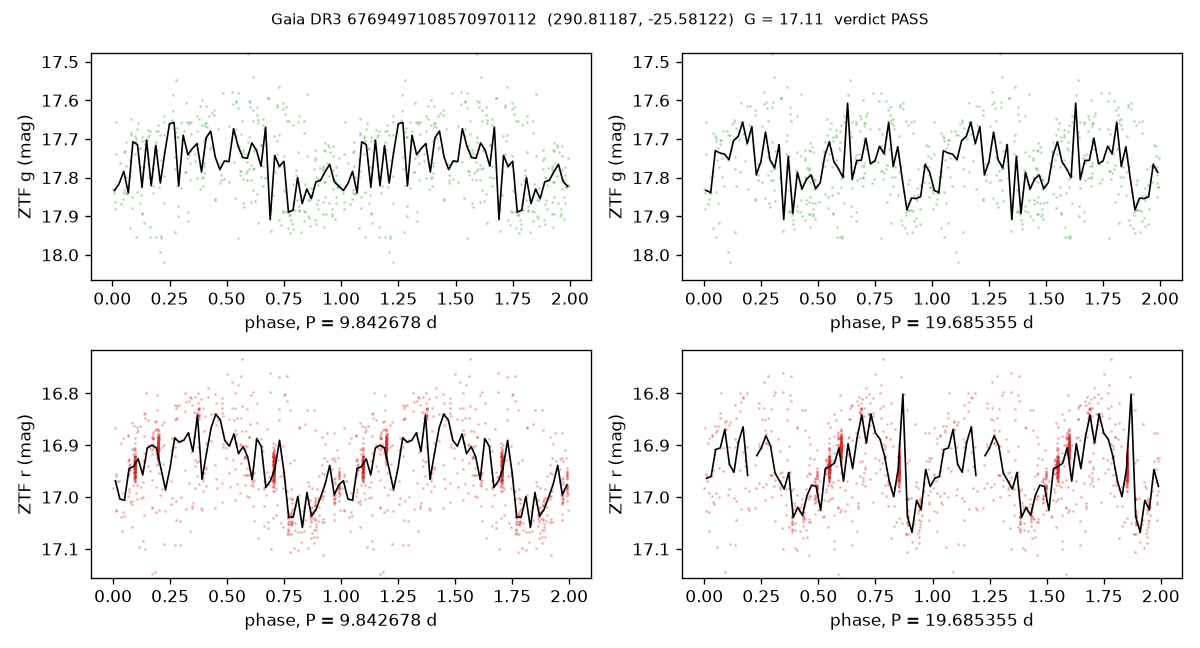 Gaia DR3 6769497108570970112 (290.81187, -25.58122) G = 17.11 verdict PASS
ZTF g (mag)
17.5
17.6
17.7
17.8
17.9
18.0
0.00 0.25 0.50 0.75 1.00 1.25 1.50 1.75 2.00
phase, P = 9.842678 d
ZTF g (mag)
17.5
17.6
17.7
17.8
17.9
18.0
0.00 0.25 0.50 0.75 1.00 1.25 1.50 1.75 2.00
phase, P = 19.685355 d
ZTF r (mag)
16.8
16.9
17.0
17.1
0.00 0.25 0.50 0.75 1.00 1.25 1.50 1.75 2.00
phase, P = 9.842678 d
ZTF r (mag)
16.8
16.9
17.0
17.1
0.00 0.25 0.50 0.75 1.00 1.25 1.50 1.75 2.00
phase, P = 19.685355 d